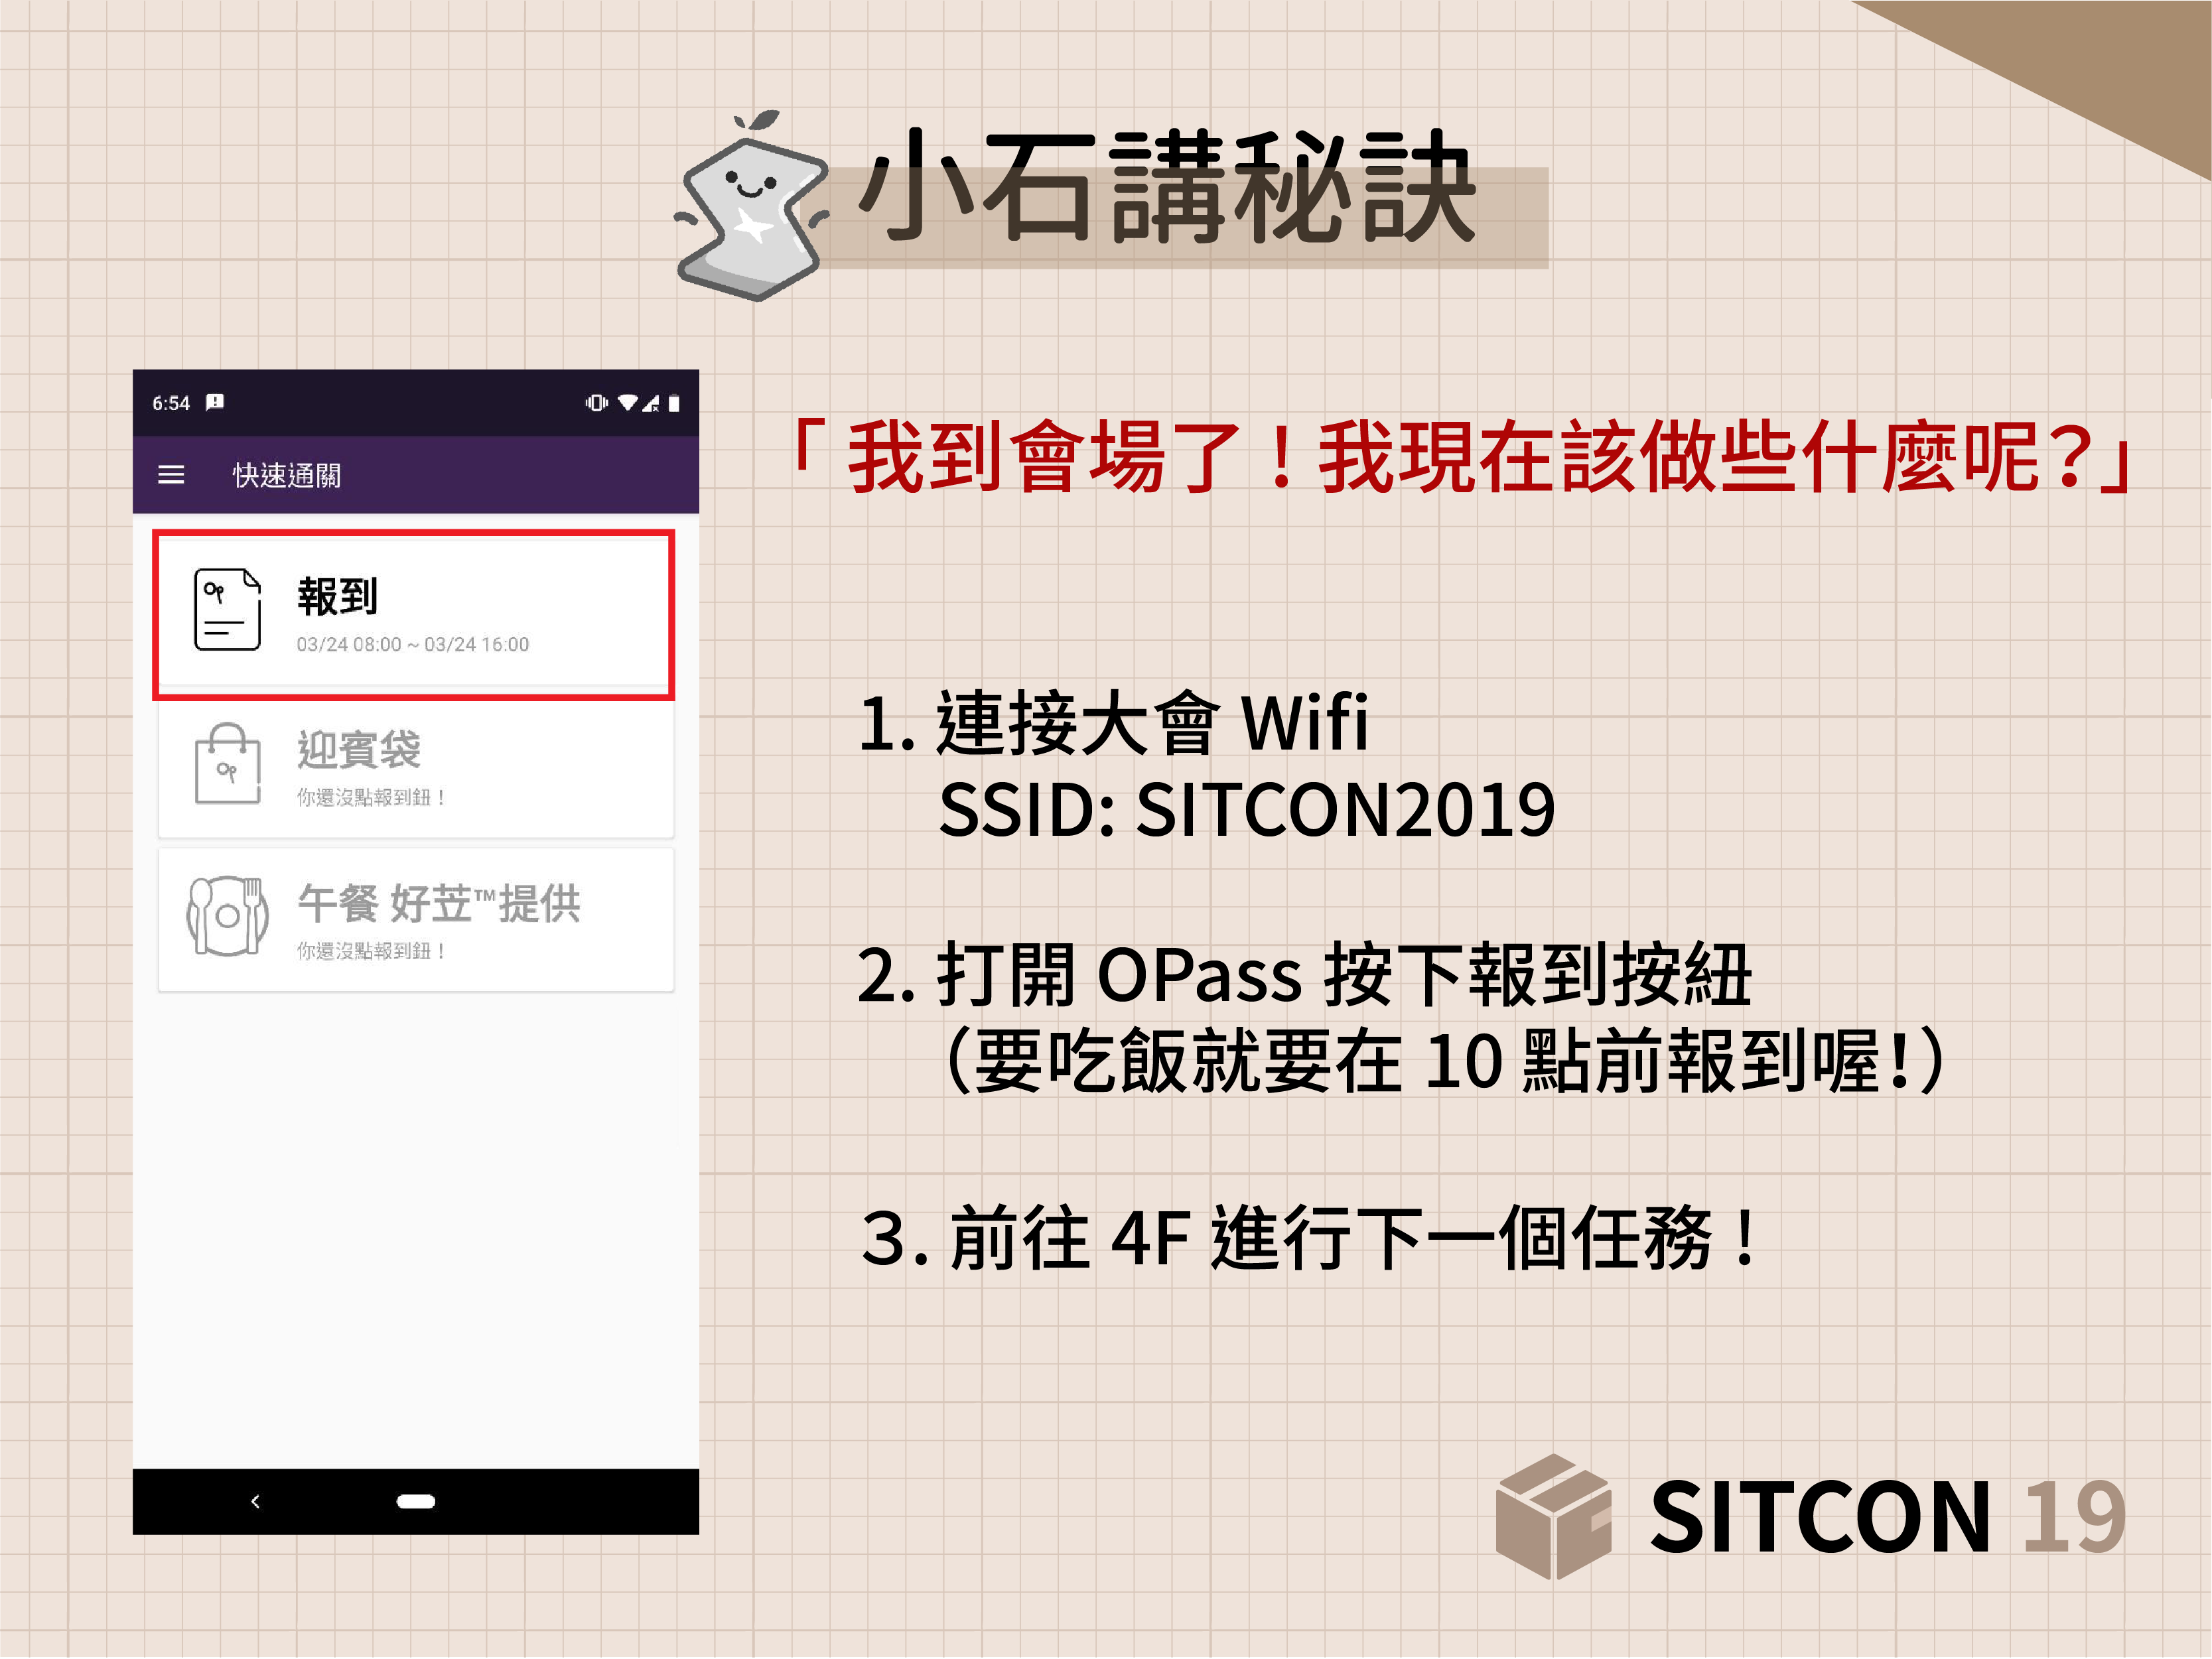 小石講秘訣
6:54
快速通關
報到
03/24 08:00 ~ 03/24 16:00
迎賓袋
你還沒點報到鈕！
午餐 好苙™提供
你還沒點報到鈕！
「我到會場了！我現在該做些什麼呢？」
1. 連接大會 Wifi
SSID: SITCON2019
2. 打開 OPass 按下報到按紐
（要吃飯就要在 10 點前報到喔！）
3. 前往 4F 進行下一個任務！
SITCON 19